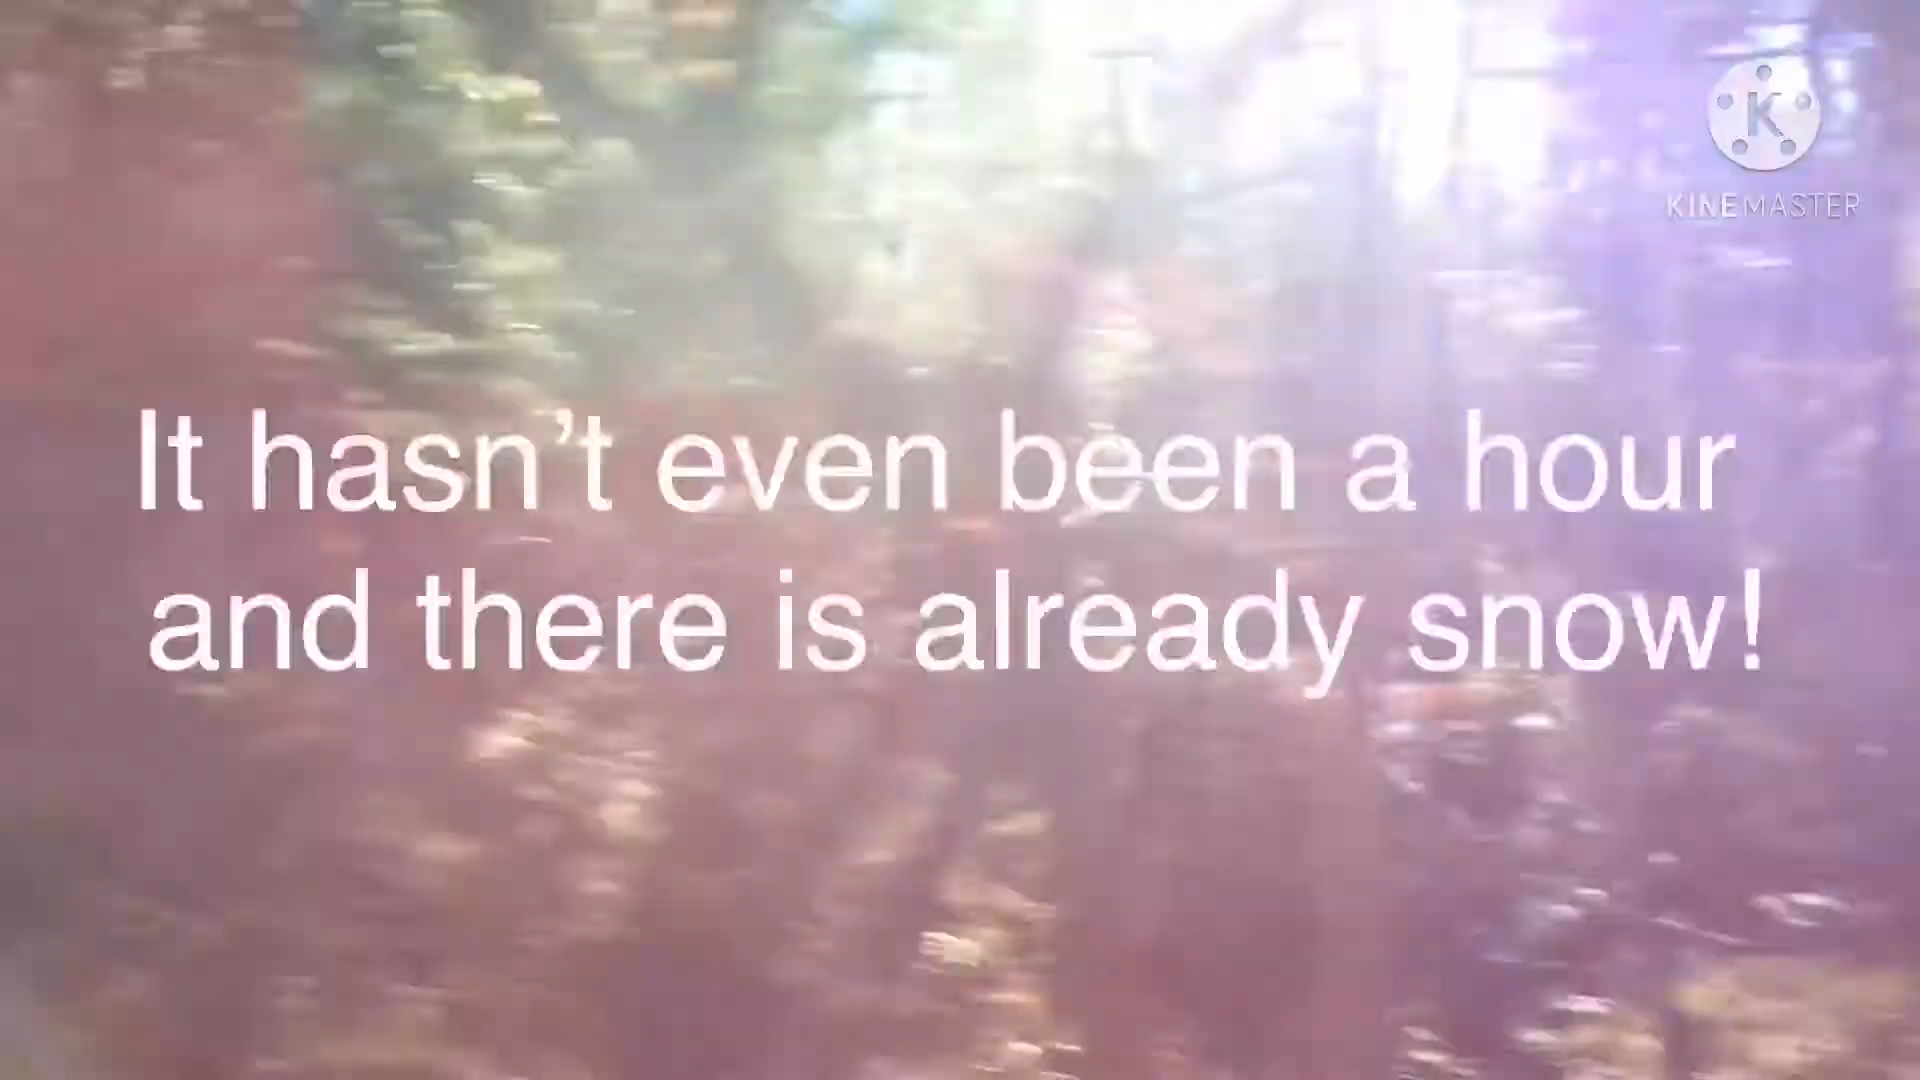 K
KINEMASTER
It hasn’t even been a hour
and there is already snow!